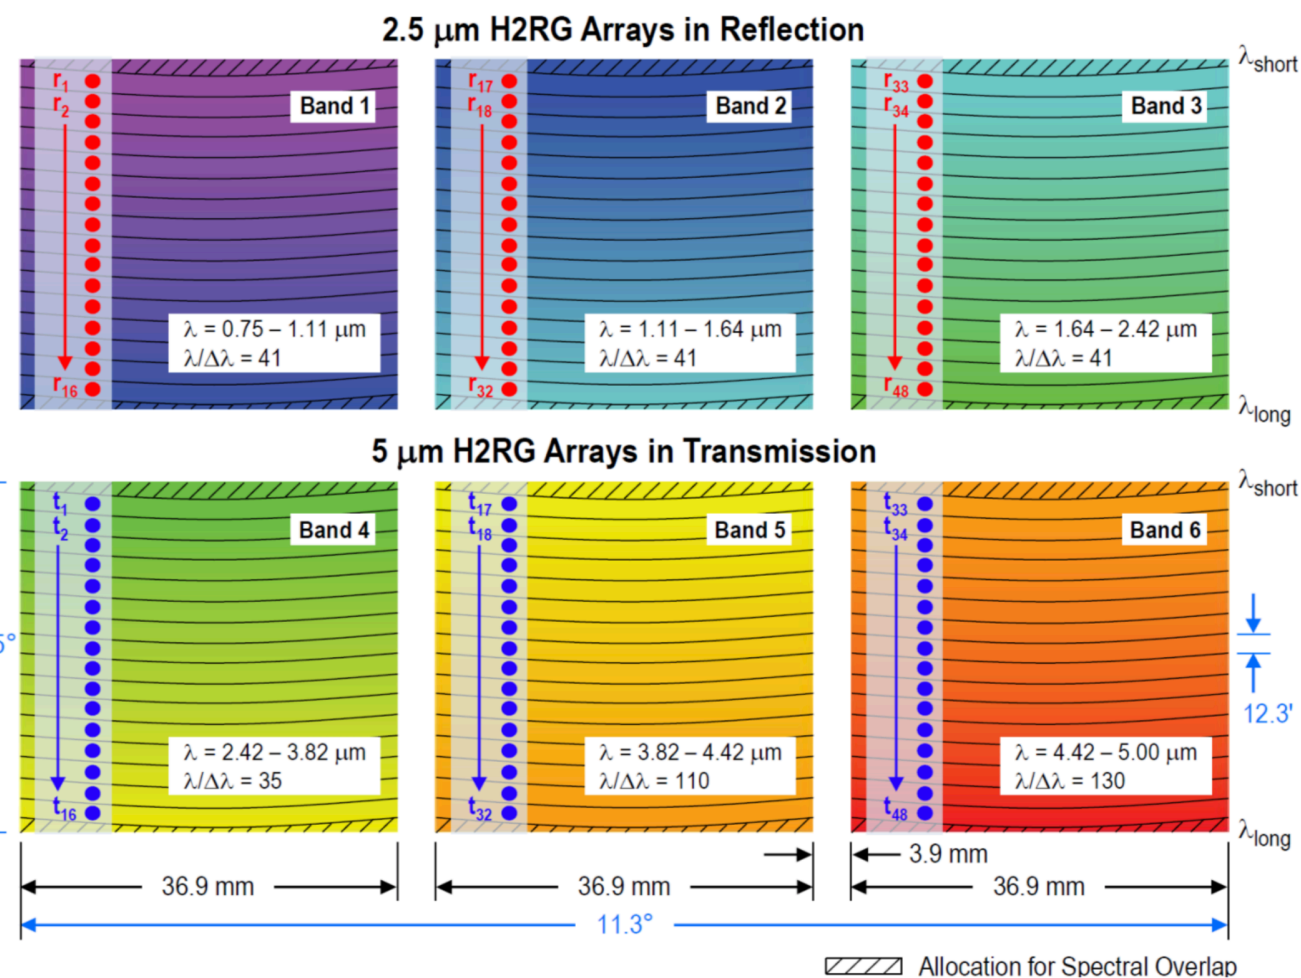 2.5 μm H2RG Arrays in Reflection
λshort
r1
r2
r16
Band 1
λ = 0.75 – 1.11 μm
λ/Δλ = 41
r17
r18
r32
Band 2
λ = 1.11 – 1.64 μm
λ/Δλ = 41
r33
r34
r48
Band 3
λ = 1.64 – 2.42 μm
λ/Δλ = 41
λlong
5 μm H2RG Arrays in Transmission
λshort
t1
t2
t16
Band 4
λ = 2.42 – 3.82 μm
λ/Δλ = 35
t17
t18
t32
Band 5
λ = 3.82 – 4.42 μm
λ/Δλ = 110
t33
t34
t48
Band 6
λ = 4.42 – 5.00 μm
λ/Δλ = 130
12.3'
λlong
3.9 mm
36.9 mm
36.9 mm
36.9 mm
11.3°
Allocation for Spectral Overlap